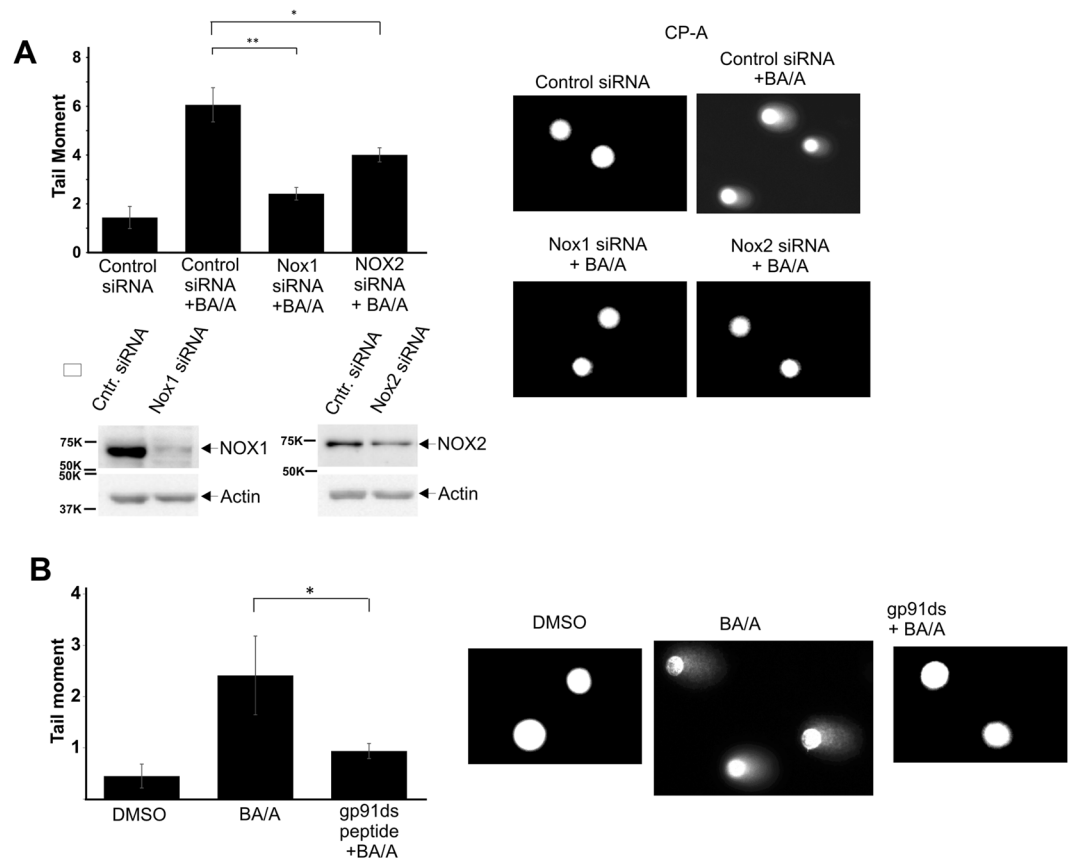 A
*
**
8
6
4
2
0
Tail Moment
Control
siRNA
Control
siRNA
+BA/A
Nox1
siRNA
+BA/A
NOX2
siRNA
+ BA/A
CP-A
Control siRNA
Control siRNA
+BA/A
Nox1 siRNA
+ BA/A
Nox2 siRNA
+ BA/A
Cntr. siRNA
Nox1 siRNA
75K
50K
50K
37K
NOX1
Actin
Cntr. siRNA
Nox2 siRNA
75K
50K
NOX2
Actin
B
*
4
3
2
1
Tail moment
DMSO
BA/A
gp91ds
peptide
+BA/A
DMSO
BA/A
gp91ds
+ BA/A